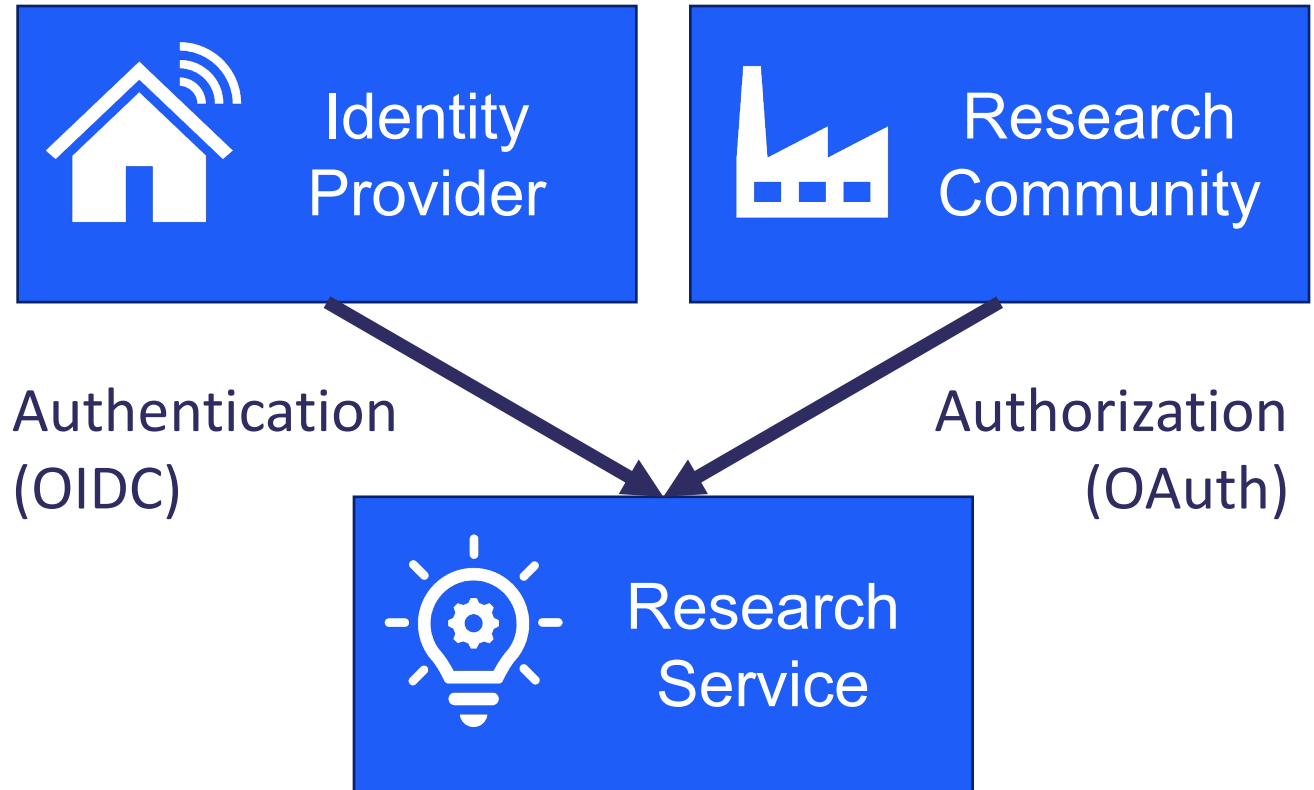 Identity
Provider
Research
Community
Authentication
(OIDC)
Authorization
(OAuth)
Research
Service